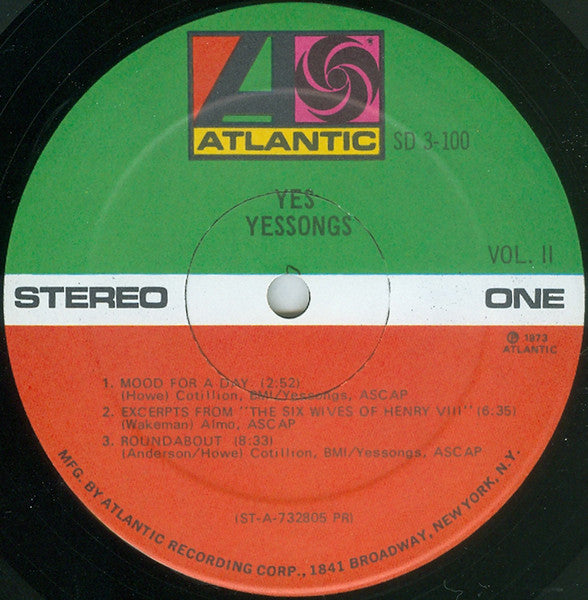 ATLANTIC
SD 3-100
YES
YESSONGS
VOL. II
STEREO
ONE
℗ 1973
ATLANTIC
1. MOOD FOR A DAY (2:52)
(Howe) Cotillion, BMI/Yessongs, ASCAP
2. EXCERPTS FROM "THE SIX WIVES OF HENRY VIII" (6.35)
(Wakeman) Almo, ASCAP
3. ROUNDABOUT (8:33)
(Anderson/Howe) Cotillion, BMI/Yessongs, ASCAP
(ST-A-732805 PR)
MFG. BY ATLANTIC RECORDING CORP., 1841 BROADWAY, NEW YORK, N.Y.